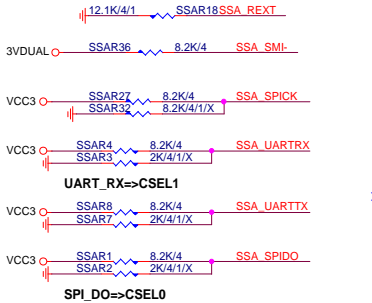 12.1K/4/1 SSAR18 SSA_REXT
3VDUAL SSAR36 8.2K/4 SSA_SMI-
SSAR27 8.2K/4 SSA_SPICK
VCC3
SSAR32 8.2K/4/1/X
SSAR4 8.2K/4 SSA_UARTRX
VCC3
SSAR3 2K/4/1/X
UART_RX=>CSEL1
SSAR8 8.2K/4 SSA_UARTTX
VCC3
SSAR7 2K/4/1/X
SSAR1 8.2K/4 SSA_SPIDO
VCC3
SSAR2 2K/4/1/X
SPI_DO=>CSEL0